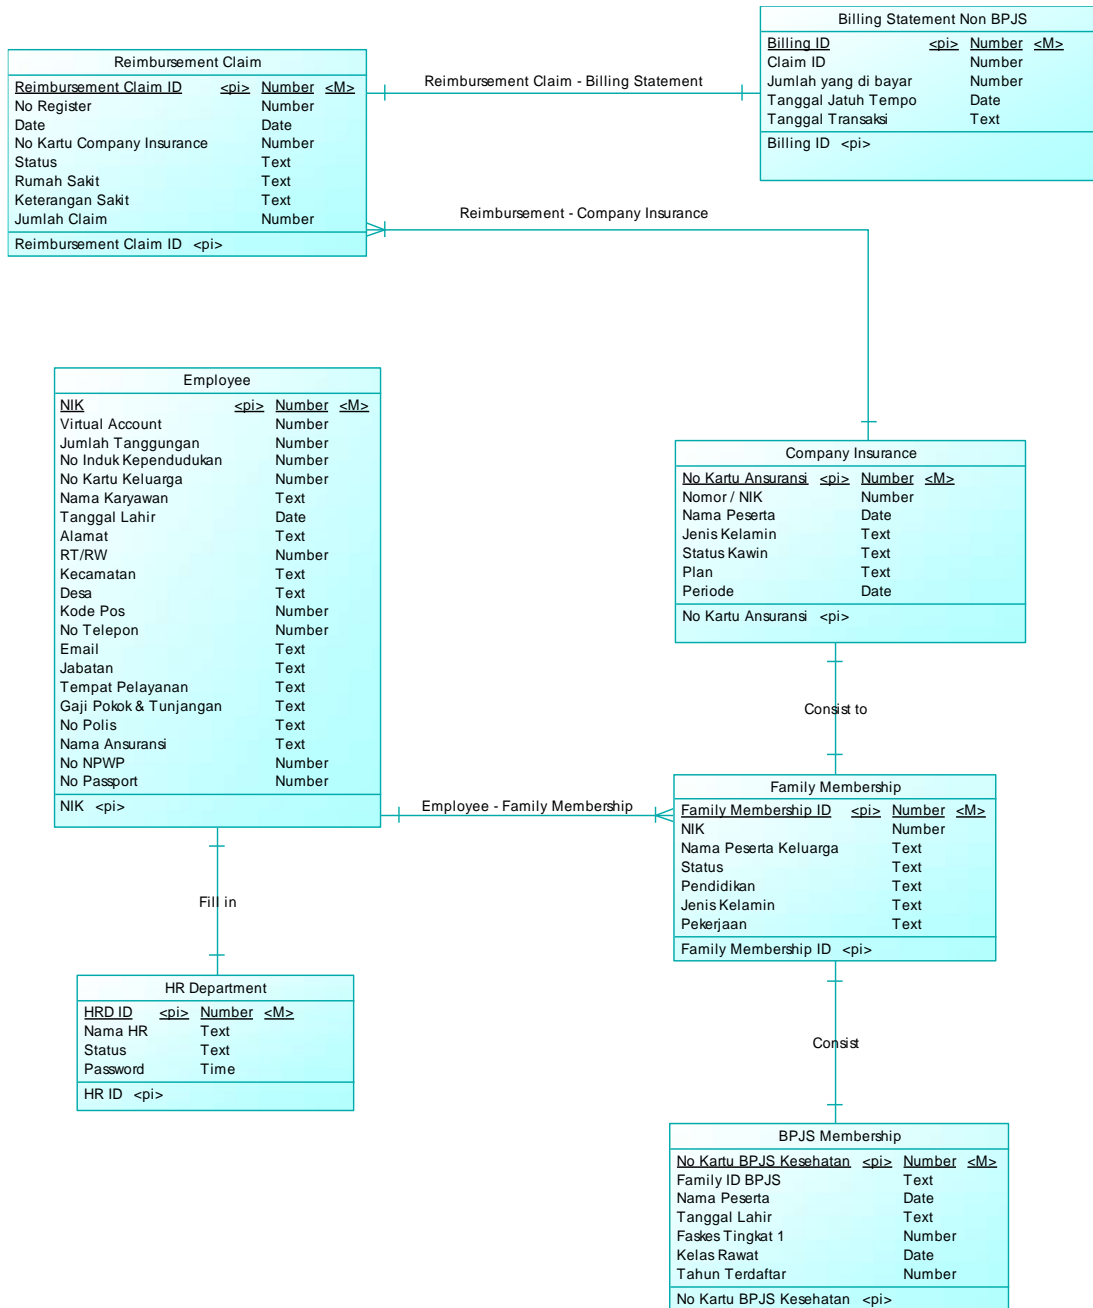 Billing Statement Non BPJS
Billing ID <pi> Number <M>
Claim ID Number
Jumlah yang di bayar Number
Tanggal Jatuh Tempo Date
Tanggal Transaksi Text
Billing ID <pi>
Reimbursement Claim
Reimbursement Claim ID <pi> Number <M>
No Register Number
Date Date
No Kartu Company Insurance Number
Status Text
Rumah Sakit Text
Keterangan Sakit Text
Jumlah Claim Number
Reimbursement Claim ID <pi>
Reimbursement Claim - Billing Statement
Reimbursement - Company Insurance
Employee
NIK <pi> Number <M>
Virtual Account Number
Jumlah Tanggungan Number
No Induk Kependudukan Number
No Kartu Keluarga Number
Nama Karyawan Text
Tanggal Lahir Date
Alamat Text
RT/RW Number
Kecamatan Text
Desa Text
Kode Pos Number
No Telepon Number
Email Text
Jabatan Text
Tempat Pelayanan Text
Gaji Pokok & Tunjangan Text
No Polis Text
Nama Ansuransi Text
No NPWP Number
No Passport Number
NIK <pi>
Company Insurance
No Kartu Ansuransi <pi> Number <M>
Nomor / NIK Number
Nama Peserta Date
Jenis Kelamin Text
Status Kawin Text
Plan Text
Periode Date
No Kartu Ansuransi <pi>
Consist to
Employee - Family Membership
Family Membership
Family Membership ID <pi> Number <M>
NIK Number
Nama Peserta Keluarga Text
Status Text
Pendidikan Text
Jenis Kelamin Text
Pekerjaan Text
Family Membership ID <pi>
Fill in
HR Department
HRD ID <pi> Number <M>
Nama HR Text
Status Text
Password Time
HR ID <pi>
Consist
BPJS Membership
No Kartu BPJS Kesehatan <pi> Number <M>
Family ID BPJS Text
Nama Peserta Date
Tanggal Lahir Text
Faskes Tingkat 1 Number
Kelas Rawat Date
Tahun Terdaftar Number
No Kartu BPJS Kesehatan <pi>